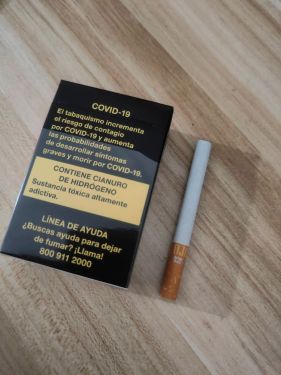 COVID-19
El tabaquismo incrementa
el riesgo de contagio
por COVID-19 y aumenta
las probabilidades
de desarrollar síntomas
graves y morir por COVID-19.
CONTIENE CIANURO
DE HIDRÓGENO
Sustancia tóxica altamente
adictiva.
LÍNEA DE AYUDA
¿Buscas ayuda para dejar
de fumar? ¡Llama!
800 911 2000